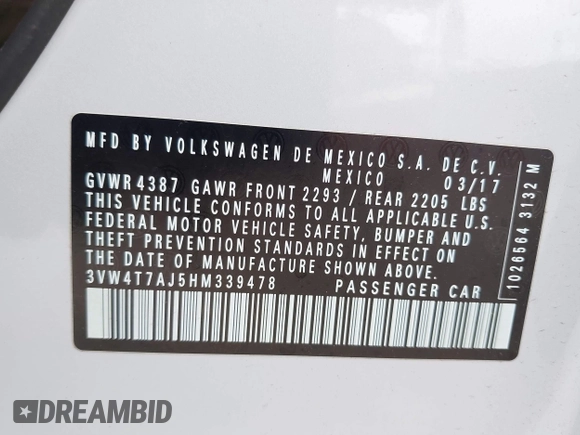 MFD BY VOLKSWAGEN DE MEXICO S.A. DE C.V.
MEXICO 03/17
GVWR 4387 GAWR FRONT 2293 / REAR 2205 LBS
THIS VEHICLE CONFORMS TO ALL APPLICABLE U.S.
FEDERAL MOTOR VEHICLE SAFETY, BUMPER AND
THEFT PREVENTION STANDARDS IN EFFECT ON
THE DATE OF MANUFACTURE SHOWN ABOVE.
3VW4T7AJ5HM339478 PASSENGER CAR
1026564 3132 M
DREAMBID